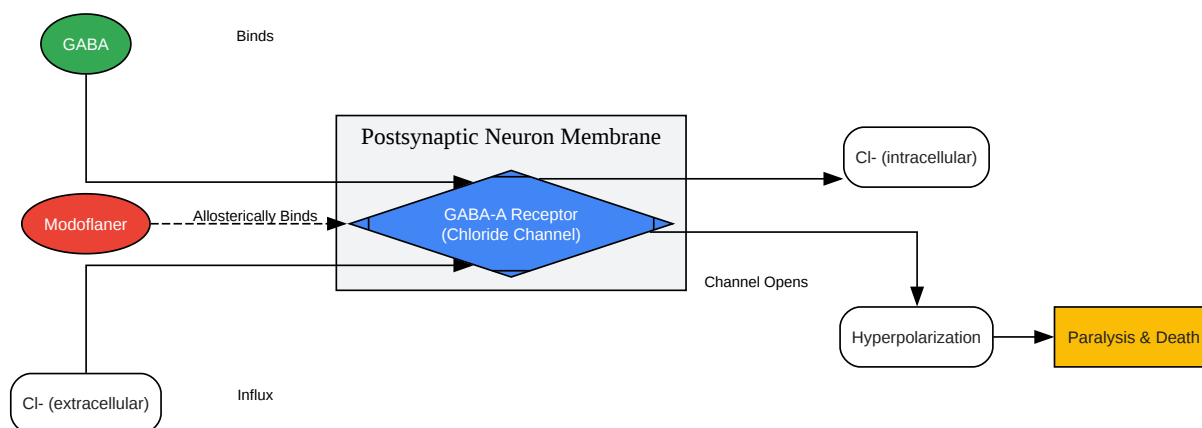 GABA
Binds
Postsynaptic Neuron Membrane
Cl- (intracellular)
Modoflaner
Allosterically Binds
GABA-A Receptor
(Chloride Channel)
Channel Opens
Hyperpolarization
Paralysis & Death
Cl- (extracellular)
Influx